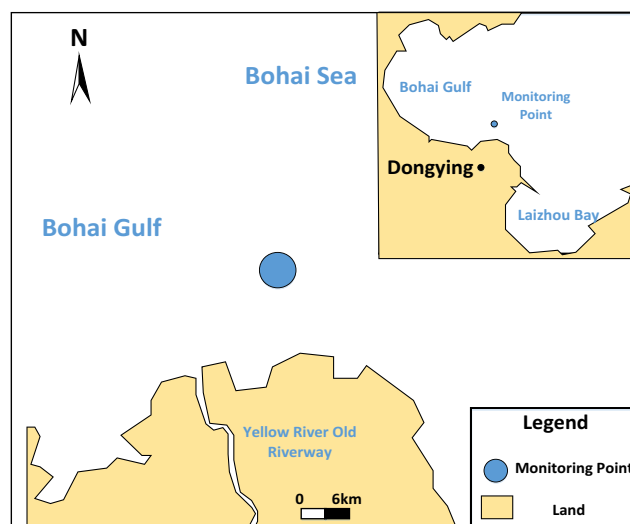 N
Bohai Sea
Bohai Gulf
Bohai Gulf
Monitoring
Point
Dongying
Laizhou Bay
Yellow River Old
Riverway
0 6km
Legend
Monitoring Point
Land